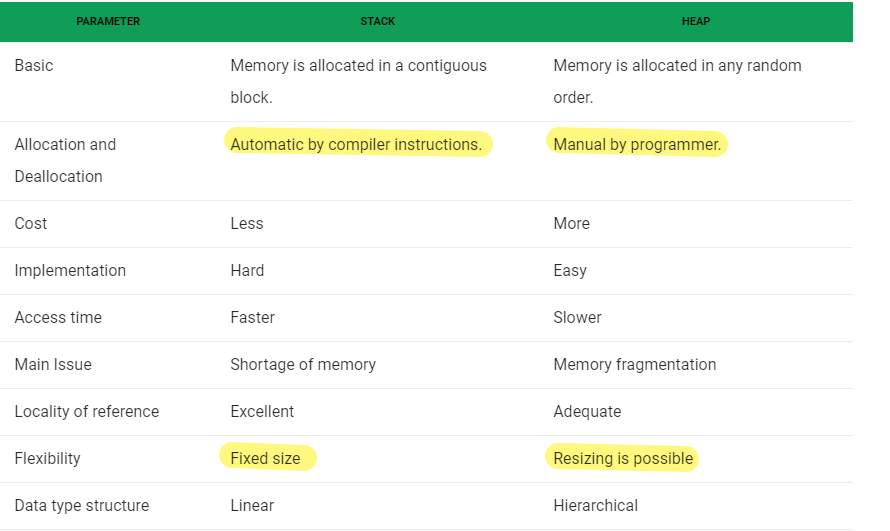 PARAMETER STACK HEAP
Basic Memory is allocated in a contiguous Memory is allocated in any random
block. order.
Allocation and Automatic by compiler instructions. Manual by programmer.
Deallocation
Cost Less More
Implementation Hard Easy
Access time Faster Slower
Main Issue Shortage of memory Memory fragmentation
Locality of reference Excellent Adequate
Flexibility Fixed size Resizing is possible
Data type structure Linear Hierarchical